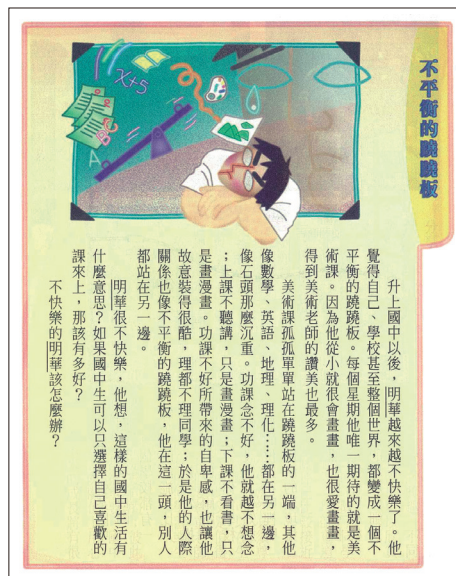 不平衡的蹺蹺板
X+5
A
升上國中以後，明華越來越不快樂了。他
覺得自己、學校甚至整個世界，都變成一個不
平衡的蹺蹺板。每個星期他唯一期待的就是美
術課。因為他從小就很會畫畫，也很愛畫畫，
得到美術老師的讚美也最多。
美術課孤孤單單站在蹺蹺板的一端，其他
像數學、英語、地理、理化……都在另一邊，
像石頭那麼沉重。功課念不好，他就越不想念
；上課不聽講，只是畫漫畫；下課不看書，只
是畫漫畫。功課不好所帶來的自卑感，也讓他
故意裝得很酷，理都不理同學；於是他的人際
關係也像不平衡的蹺蹺板，他在這一頭，別人
都站在另一邊。
明華很不快樂，他想，這樣的國中生活有
什麼意思？如果國中生可以只選擇自己喜歡的
課來上，那該有多好？
不快樂的明華該怎麼辦？